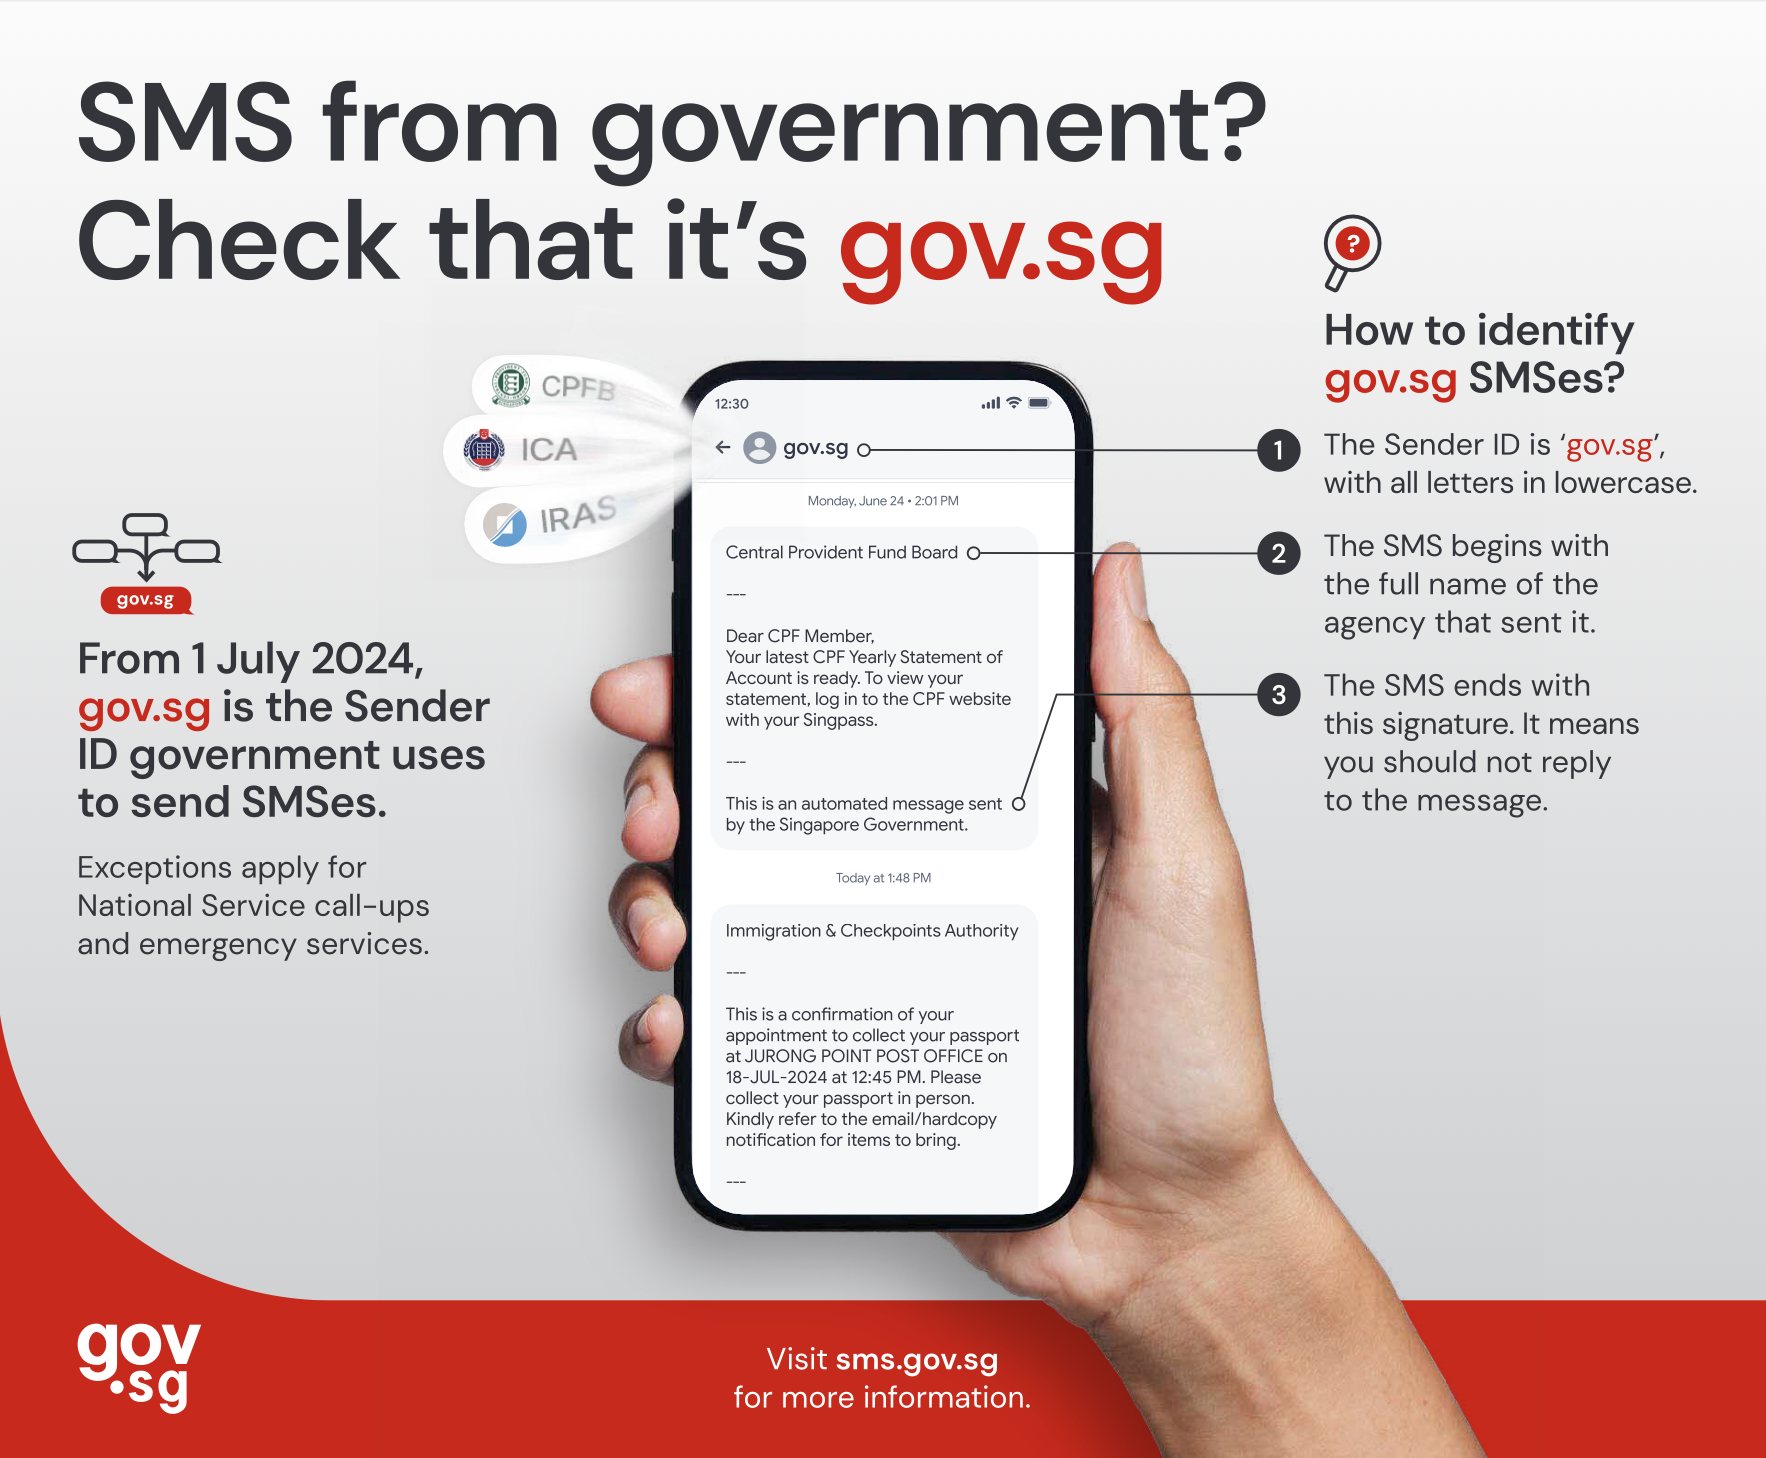 SMS from government?
Check that it's gov.sg
CPFB
ICA
IRAS
gov.sg
From 1 July 2024,
gov.sg is the Sender
ID government uses
to send SMSes.
Exceptions apply for
National Service call-ups
and emergency services.
12:30
gov.sg
Monday, June 24 • 2:01 PM
Central Provident Fund Board
---
Dear CPF Member,
Your latest CPF Yearly Statement of
Account is ready. To view your
statement, log in to the CPF website
with your Singpass.
---
This is an automated message sent
by the Singapore Government.
Today at 1:48 PM
Immigration & Checkpoints Authority
---
This is a confirmation of your
appointment to collect your passport
at JURONG POINT POST OFFICE on
18-JUL-2024 at 12:45 PM. Please
collect your passport in person.
Kindly refer to the email/hardcopy
notification for items to bring.
---
?
How to identify
gov.sg SMSes?
1 The Sender ID is ‘gov.sg’,
with all letters in lowercase.
2 The SMS begins with
the full name of the
agency that sent it.
3 The SMS ends with
this signature. It means
you should not reply
to the message.
gov
.sg
Visit sms.gov.sg
for more information.